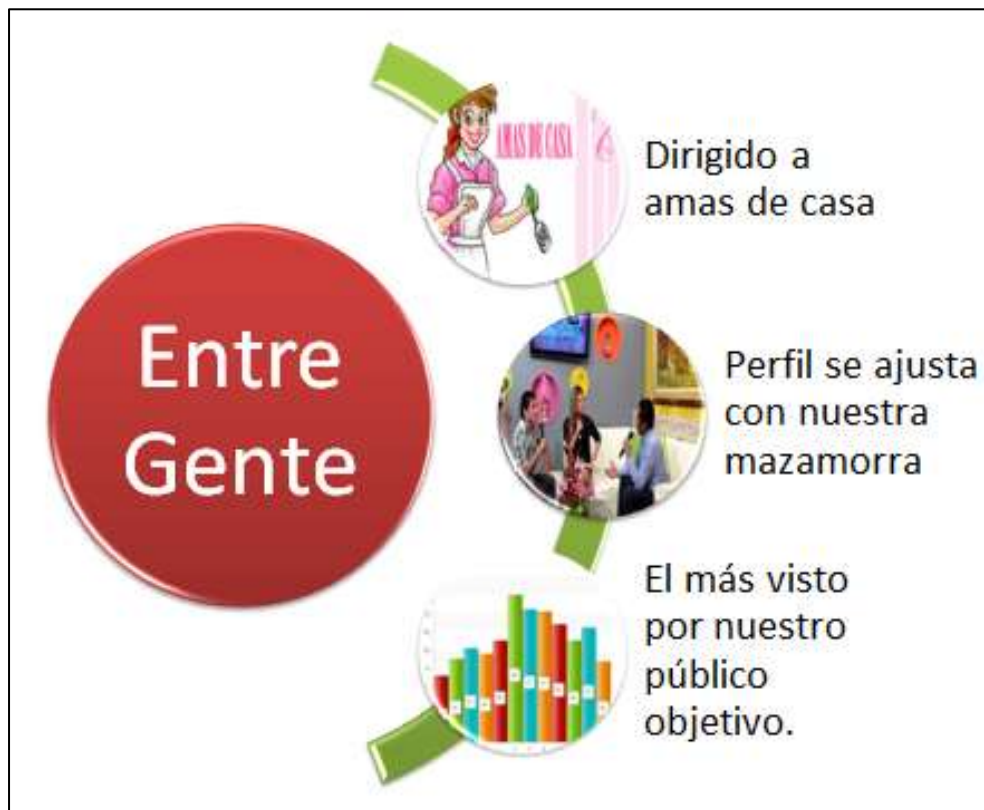 Entre
Gente
AMAS DE CASA
Dirigido a
amas de casa
Perfil se ajusta
con nuestra
mazamorra
El más visto
por nuestro
público
objetivo.